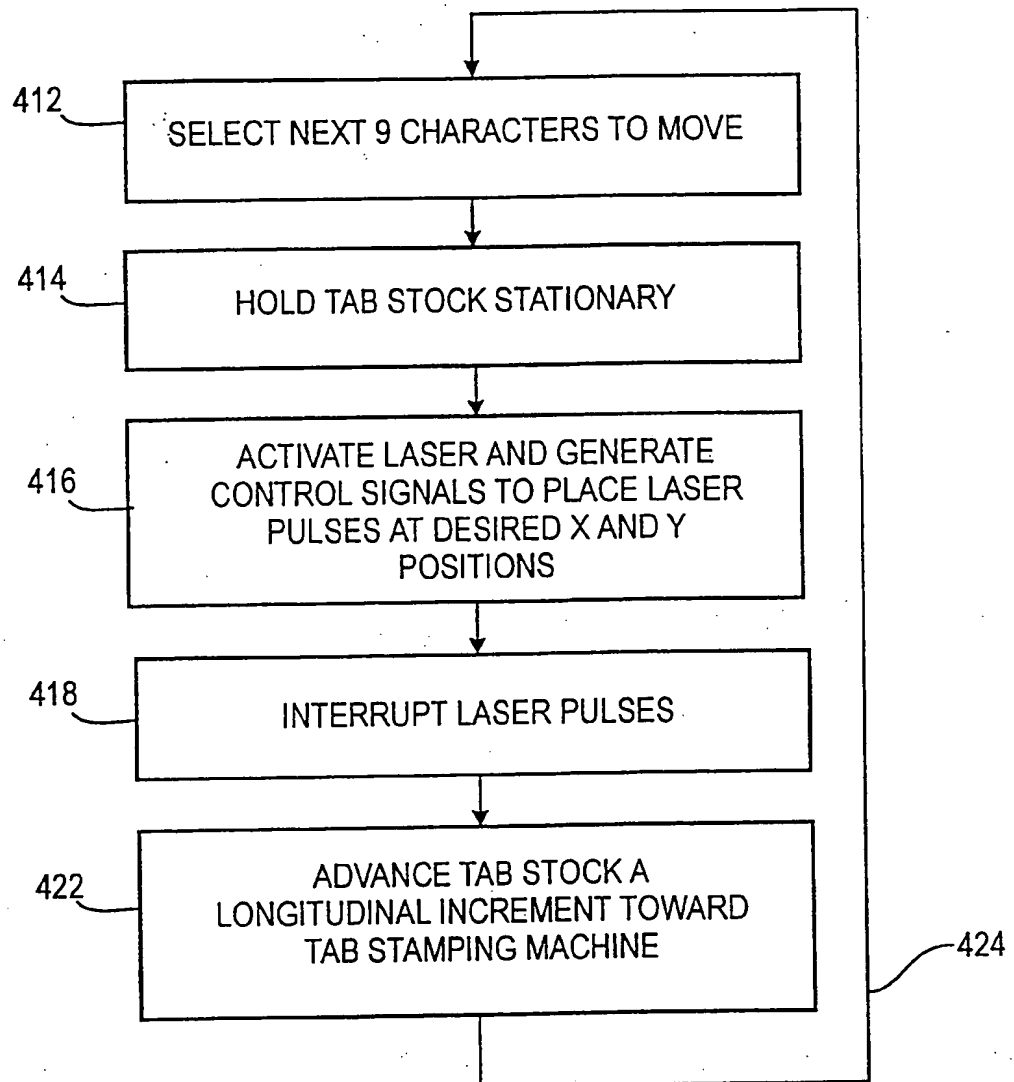 412
SELECT NEXT 9 CHARACTERS TO MOVE
414
HOLD TAB STOCK STATIONARY
416
ACTIVATE LASER AND GENERATE
CONTROL SIGNALS TO PLACE LASER
PULSES AT DESIRED X AND Y
POSITIONS
418
INTERRUPT LASER PULSES
422
ADVANCE TAB STOCK A
LONGITUDINAL INCREMENT TOWARD
TAB STAMPING MACHINE
424